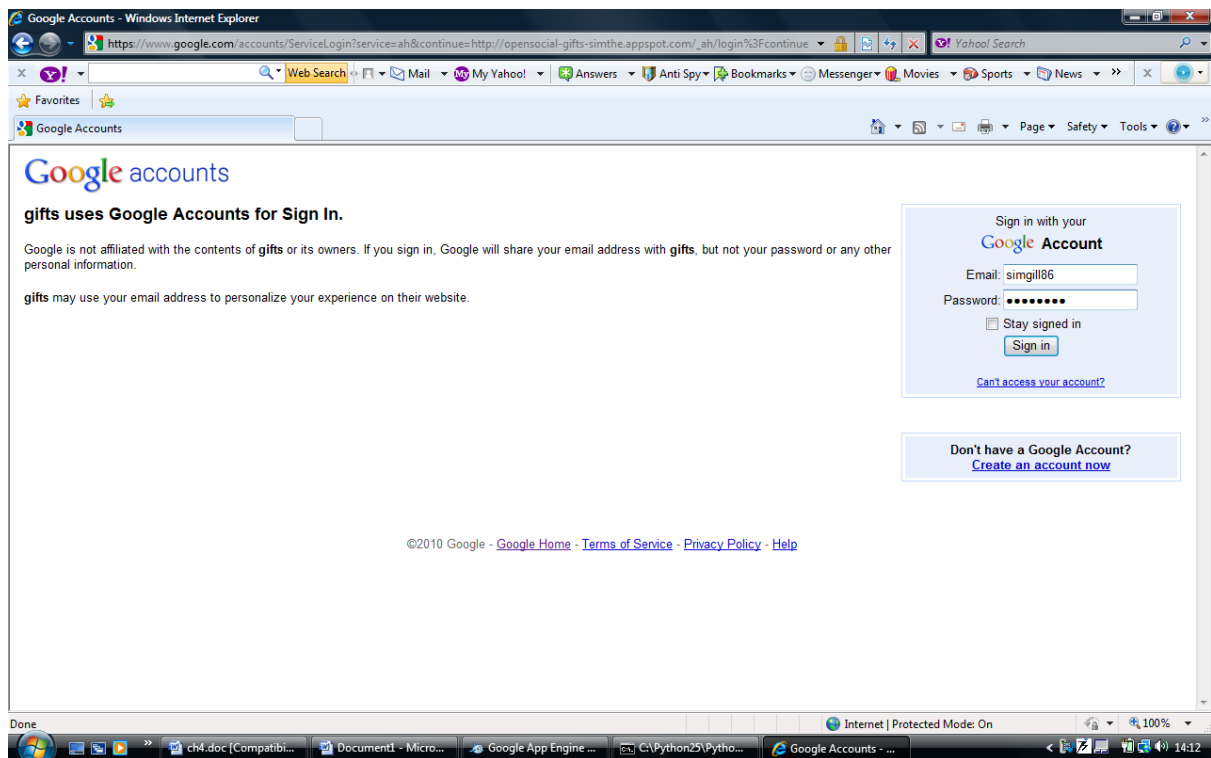 Google Accounts - Windows Internet Explorer
https://www.google.com/accounts/ServiceLogin?service=ah&continue=http://opensocial-gifts-simthe.appspot.com/_ah/login%3Fcontinue
Yahoo! Search
Y! Web Search Mail My Yahoo! Answers Anti Spy Bookmarks Messenger Movies Sports News
Favorites
Google Accounts
Page Safety Tools
Google accounts
gifts uses Google Accounts for Sign In.
Google is not affiliated with the contents of gifts or its owners. If you sign in, Google will share your email address with gifts, but not your password or any other
personal information.
gifts may use your email address to personalize your experience on their website.
Sign in with your
Google Account
Email: simgill86
Password: ••••••••
Stay signed in
Sign in
Can't access your account?
Don't have a Google Account?
Create an account now
©2010 Google - Google Home - Terms of Service - Privacy Policy - Help
Done
Internet | Protected Mode: On
100%
ch4.doc [Compatibi...
Document1 - Micro...
Google App Engine ...
C:\Python25\Pytho...
Google Accounts - ...
14:12